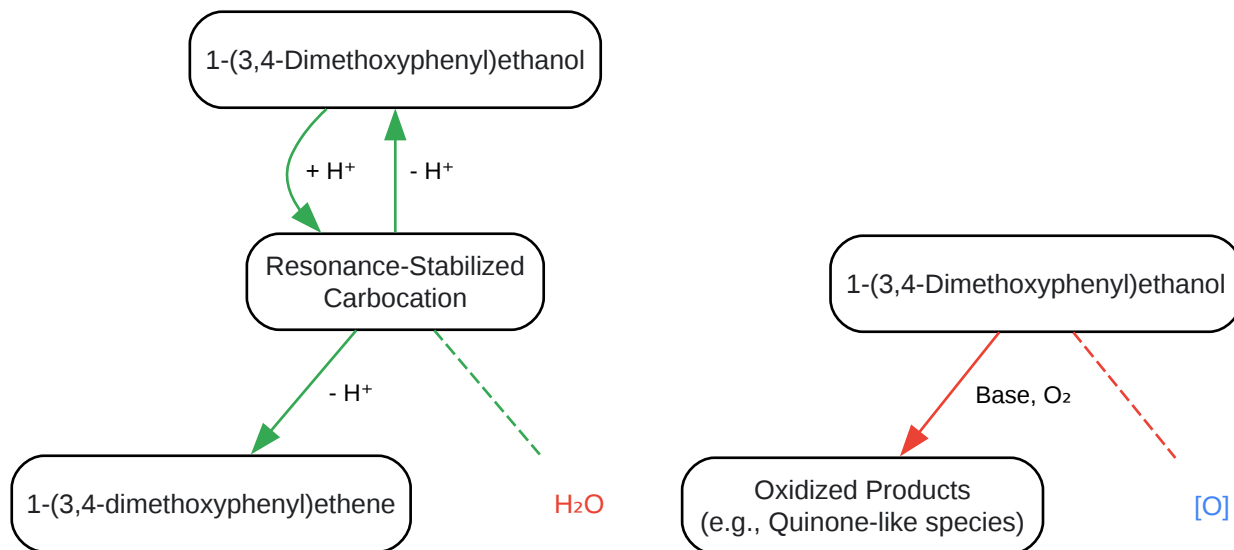 1-(3,4-Dimethoxyphenyl)ethanol
+ H⁺
- H⁺
Resonance-Stabilized
Carbocation
- H⁺
1-(3,4-dimethoxyphenyl)ethene
H₂O
1-(3,4-Dimethoxyphenyl)ethanol
Base, O₂
Oxidized Products
(e.g., Quinone-like species)
[O]